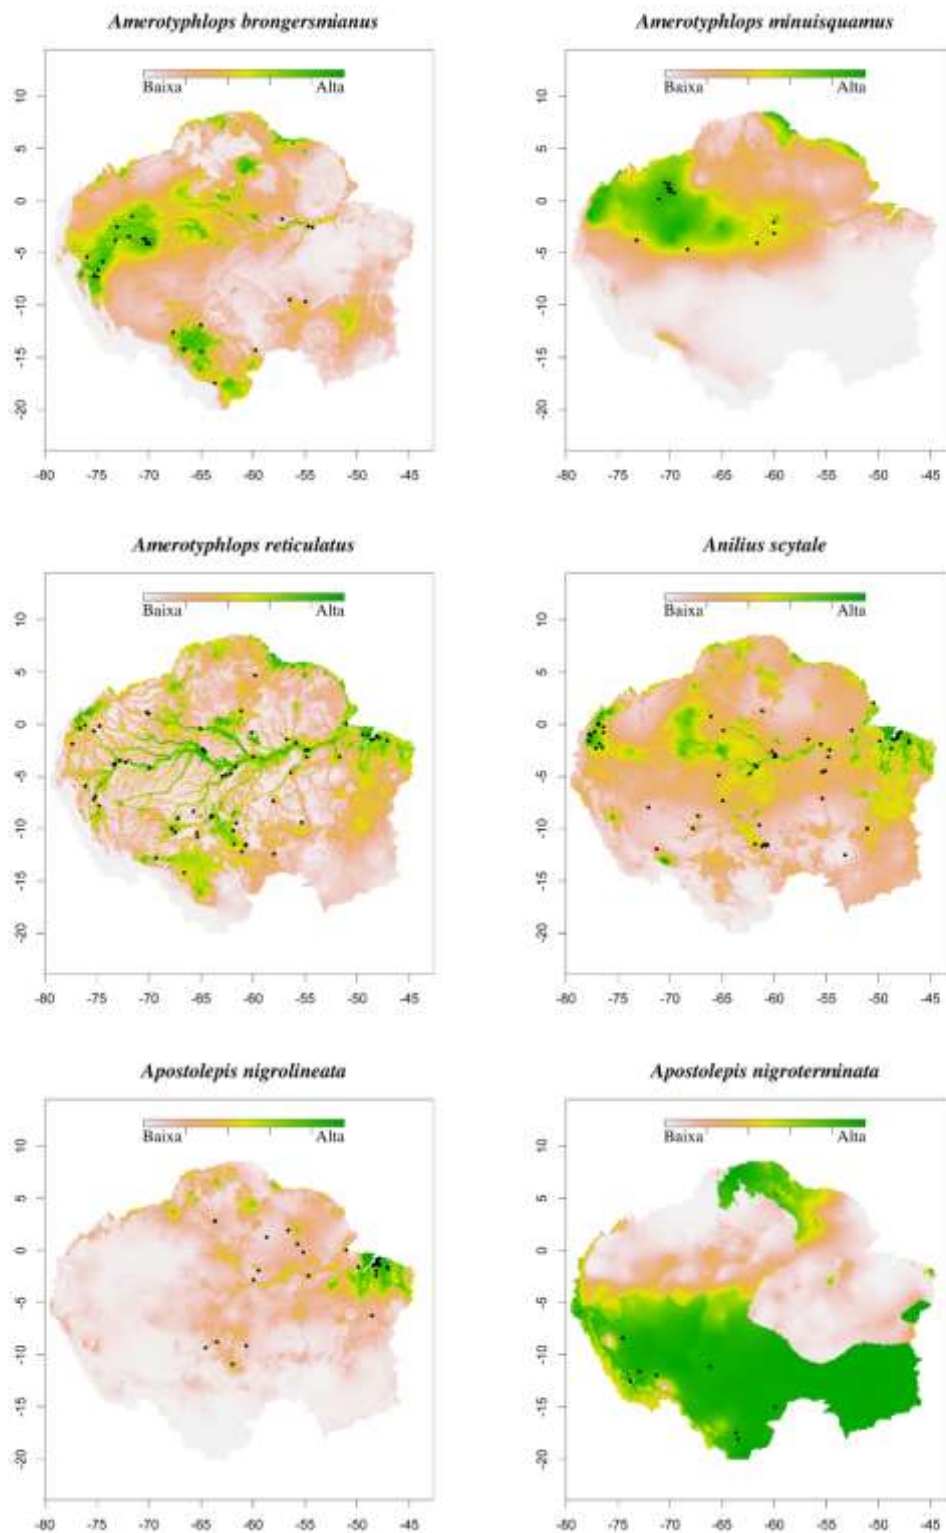 Amerotyphlops brongersmianus
Amerotyphlops minuisquamus
Baixa Alta
Baixa Alta
10
5
0
-5
-10
-15
-20
10
5
0
-5
-10
-15
-20
-80 -75 -70 -65 -60 -55 -50 -45
-80 -75 -70 -65 -60 -55 -50 -45
Amerotyphlops reticulatus
Anilius scytale
Baixa Alta
Baixa Alta
10
5
0
-5
-10
-15
-20
10
5
0
-5
-10
-15
-20
-80 -75 -70 -65 -60 -55 -50 -45
-80 -75 -70 -65 -60 -55 -50 -45
Apostolepis nigrolineata
Apostolepis nigroterminata
Baixa Alta
Baixa Alta
10
5
0
-5
-10
-15
-20
10
5
0
-5
-10
-15
-20
-80 -75 -70 -65 -60 -55 -50 -45
-80 -75 -70 -65 -60 -55 -50 -45